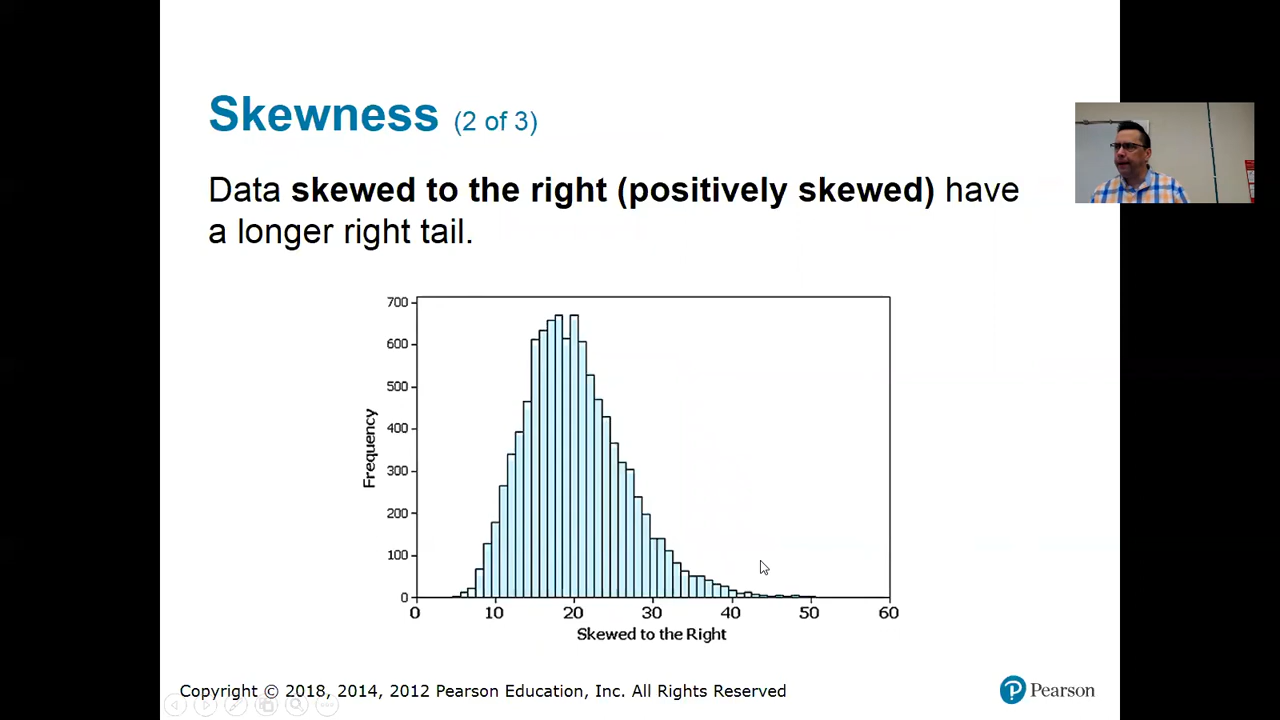 Skewness (2 of 3)
Data skewed to the right (positively skewed) have
a longer right tail.
700
600
500
400
300
200
100
0
Frequency
0 10 20 30 40 50 60
Skewed to the Right
Copyright © 2018, 2014, 2012 Pearson Education, Inc. All Rights Reserved
P Pearson